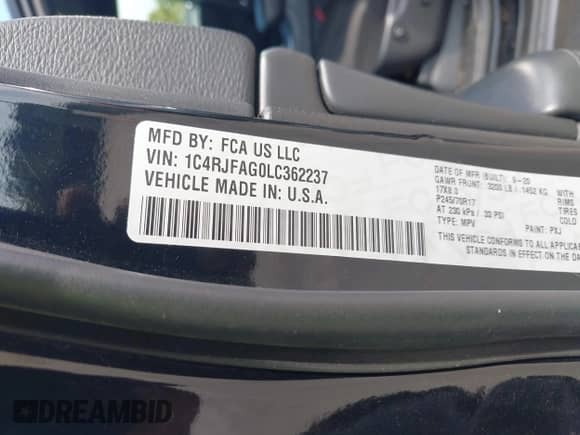 MFD BY: FCA US LLC
VIN: 1C4RJFAG0LC362237
VEHICLE MADE IN: U.S.A.
DATE OF MFR (BUILT): 9-20
GAWR FRONT: 3200 LB / 1452 KG WITH
17X8.0 RIMS
P245/70R17 TIRES
AT 230 kPa / 33 PSI COLD
TYPE: MPV PAINT: PXJ
THIS VEHICLE CONFORMS TO ALL APPLICA
STANDARDS IN EFFECT ON THE DA
DREAMBID